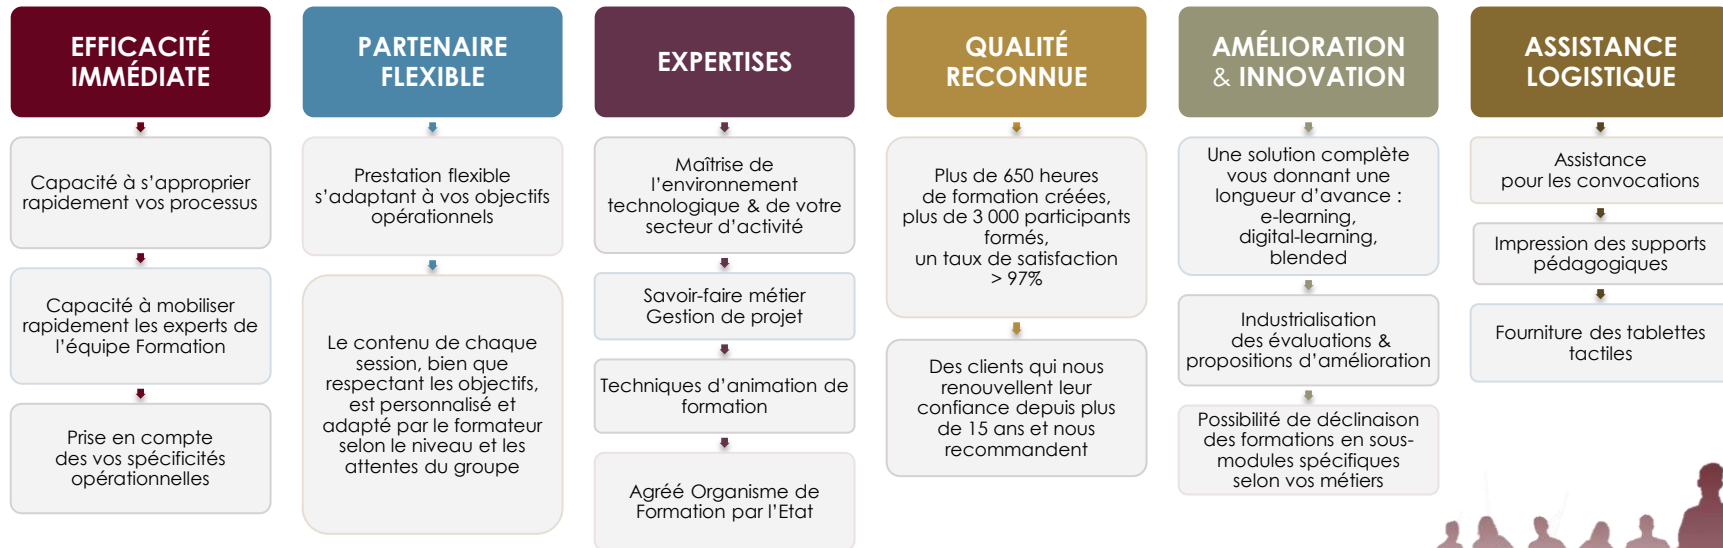 EFFICACITÉ
IMMÉDIATE
Capacité à s’approprier
rapidement vos processus
Capacité à mobiliser
rapidement les experts de
l’équipe Formation
Prise en compte
des vos spécificités
opérationnelles
PARTENAIRE
FLEXIBLE
Prestation flexible
s’adaptant à vos objectifs
opérationnels
Le contenu de chaque
session, bien que
respectant les objectifs,
est personnalisé et
adapté par le formateur
selon le niveau et les
attentes du groupe
EXPERTISES
Maîtrise de
l’environnement
technologique & de votre
secteur d’activité
Savoir-faire métier
Gestion de projet
Techniques d’animation de
formation
Agréé Organisme de
Formation par l’Etat
QUALITÉ
RECONNUE
Plus de 650 heures
de formation créées,
plus de 3 000 participants
formés,
un taux de satisfaction
> 97%
Des clients qui nous
renouvellent leur
confiance depuis plus
de 15 ans et nous
recommandent
AMÉLIORATION
& INNOVATION
Une solution complète
vous donnant une
longueur d’avance :
e-learning,
digital-learning,
blended
Industrialisation
des évaluations &
propositions d’amélioration
Possibilité de déclinaison
des formations en sous-
modules spécifiques
selon vos métiers
ASSISTANCE
LOGISTIQUE
Assistance
pour les convocations
Impression des supports
pédagogiques
Fourniture des tablettes
tactiles